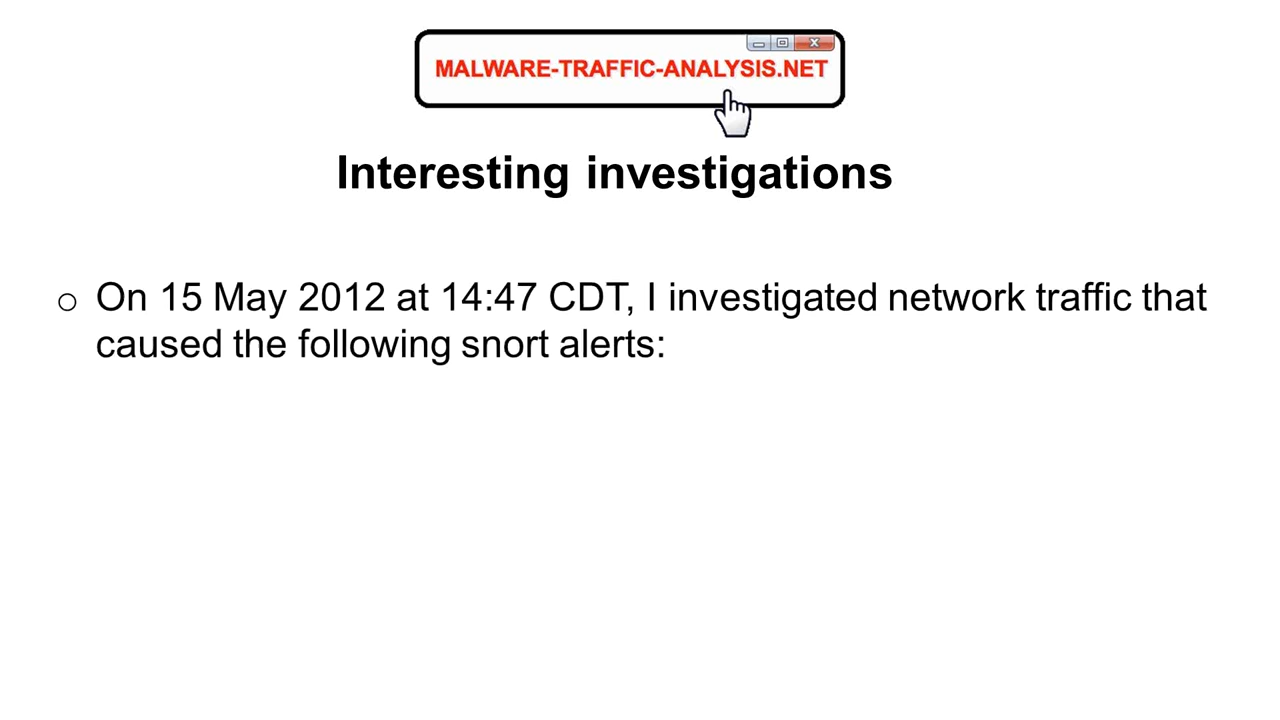 MALWARE-TRAFFIC-ANALYSIS.NET
Interesting investigations
On 15 May 2012 at 14:47 CDT, I investigated network traffic that
caused the following snort alerts: